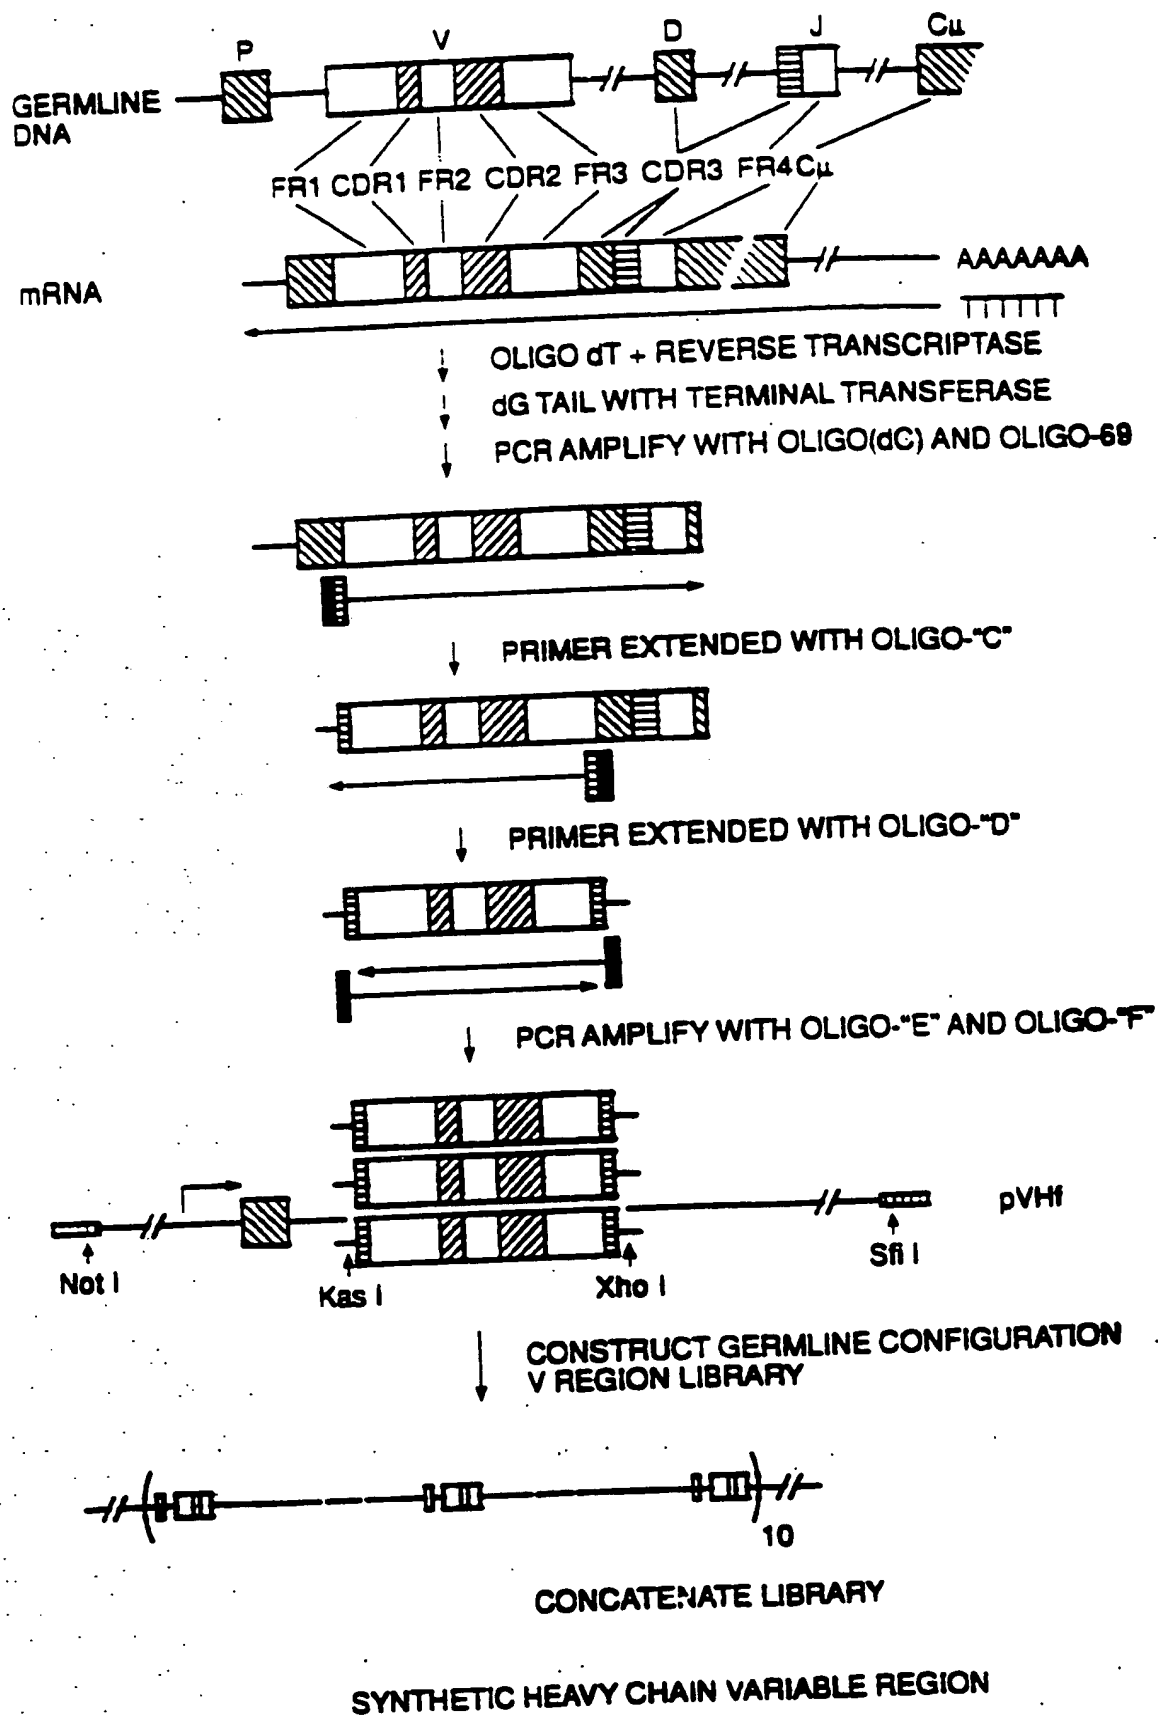 P V D J Cμ
GERMLINE
DNA
FR1 CDR1 FR2 CDR2 FR3 CDR3 FR4 Cμ
mRNA
AAAAAAA
TTTTTT
OLIGO dT + REVERSE TRANSCRIPTASE
dG TAIL WITH TERMINAL TRANSFERASE
PCR AMPLIFY WITH OLIGO(dC) AND OLIGO-69
PRIMER EXTENDED WITH OLIGO-"C"
PRIMER EXTENDED WITH OLIGO-"D"
PCR AMPLIFY WITH OLIGO-"E" AND OLIGO-"F"
pVHf
Not I
Kas I
Xho I
Sfi I
CONSTRUCT GERMLINE CONFIGURATION
V REGION LIBRARY
10
CONCATENATE LIBRARY
SYNTHETIC HEAVY CHAIN VARIABLE REGION